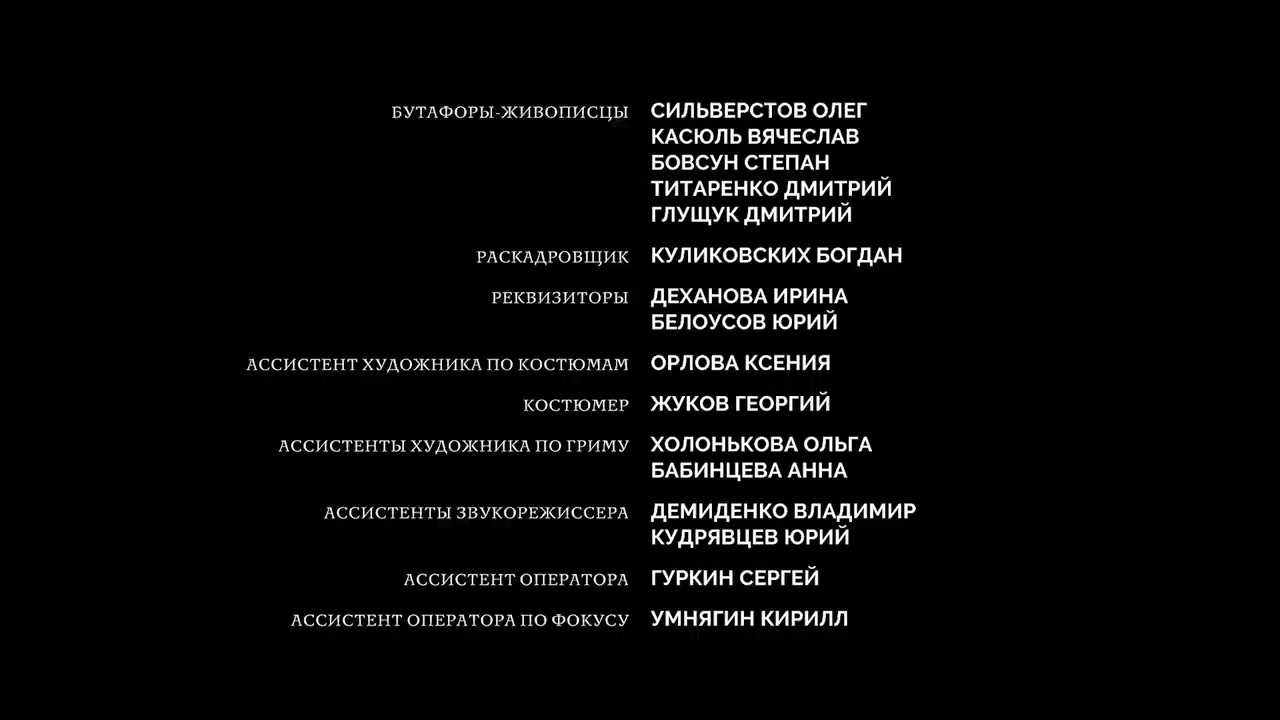 БУТАФОРЫ-ЖИВОПИСЦЫ СИЛЬВЕРСТОВ ОЛЕГ
КАСЮЛЬ ВЯЧЕСЛАВ
БОВСУН СТЕПАН
ТИТАРЕНКО ДМИТРИЙ
ГЛУЩУК ДМИТРИЙ
РАСКАДРОВЩИК КУЛИКОВСКИХ БОГДАН
РЕКВИЗИТОРЫ ДЕХАНОВА ИРИНА
БЕЛОУСОВ ЮРИЙ
АССИСТЕНТ ХУДОЖНИКА ПО КОСТЮМАМ ОРЛОВА КСЕНИЯ
КОСТЮМЕР ЖУКОВ ГЕОРГИЙ
АССИСТЕНТЫ ХУДОЖНИКА ПО ГРИМУ ХОЛОНЬКОВА ОЛЬГА
БАБИНЦЕВА АННА
АССИСТЕНТЫ ЗВУКОРЕЖИССЕРА ДЕМИДЕНКО ВЛАДИМИР
КУДРЯВЦЕВ ЮРИЙ
АССИСТЕНТ ОПЕРАТОРА ГУРКИН СЕРГЕЙ
АССИСТЕНТ ОПЕРАТОРА ПО ФОКУСУ УМНЯГИН КИРИЛЛ